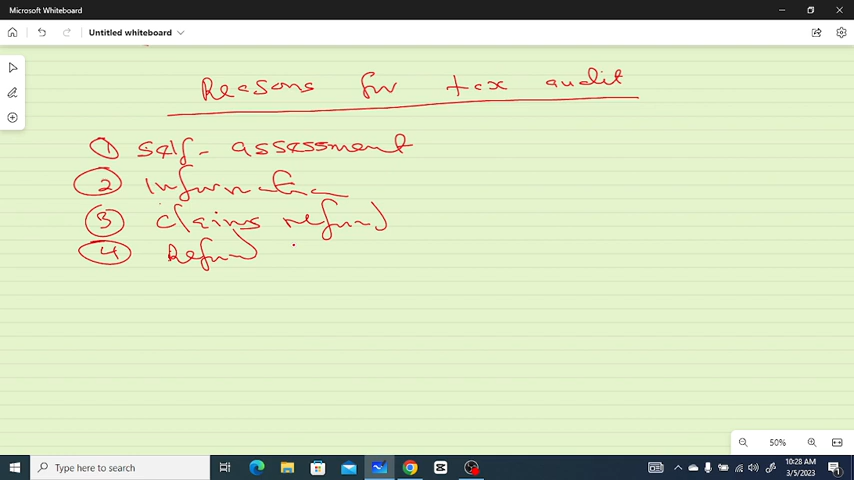 Microsoft Whiteboard
Untitled whiteboard
Reasons for tax audit
1 self-assessment
2 Information
3 claims refund
4 Refund
50%
Type here to search
10:28 AM
3/5/2023